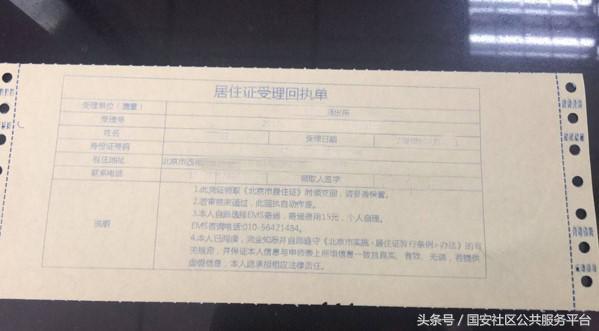 居住证受理回执单
受理单位（盖章） 派出所
受理号
姓名 受理日期
身份证号码
现住地址 北京市西
联系电话 领取人签字
说明
1.此凭证领取《北京市居住证》时须交回，请妥善保管。
2.若审核未通过，此回执自动作废。
3.本人自愿选择EMS寄递，寄递费用15元，个人自理。
EMS咨询电话：010-56421484。
4.本人已阅读，完全知晓并自愿遵守《北京市实施<居住证暂行条例>办法》的有
关规定，并保证本人信息与申领表上所填信息一致且真实、有效、无误，若提供
虚假信息，本人愿承担相应法律责任。
头条号／国安社区公共服务平台